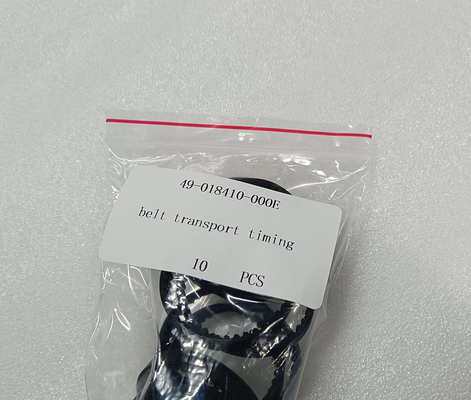 49-018410-000E
belt transport timing
10 PCS